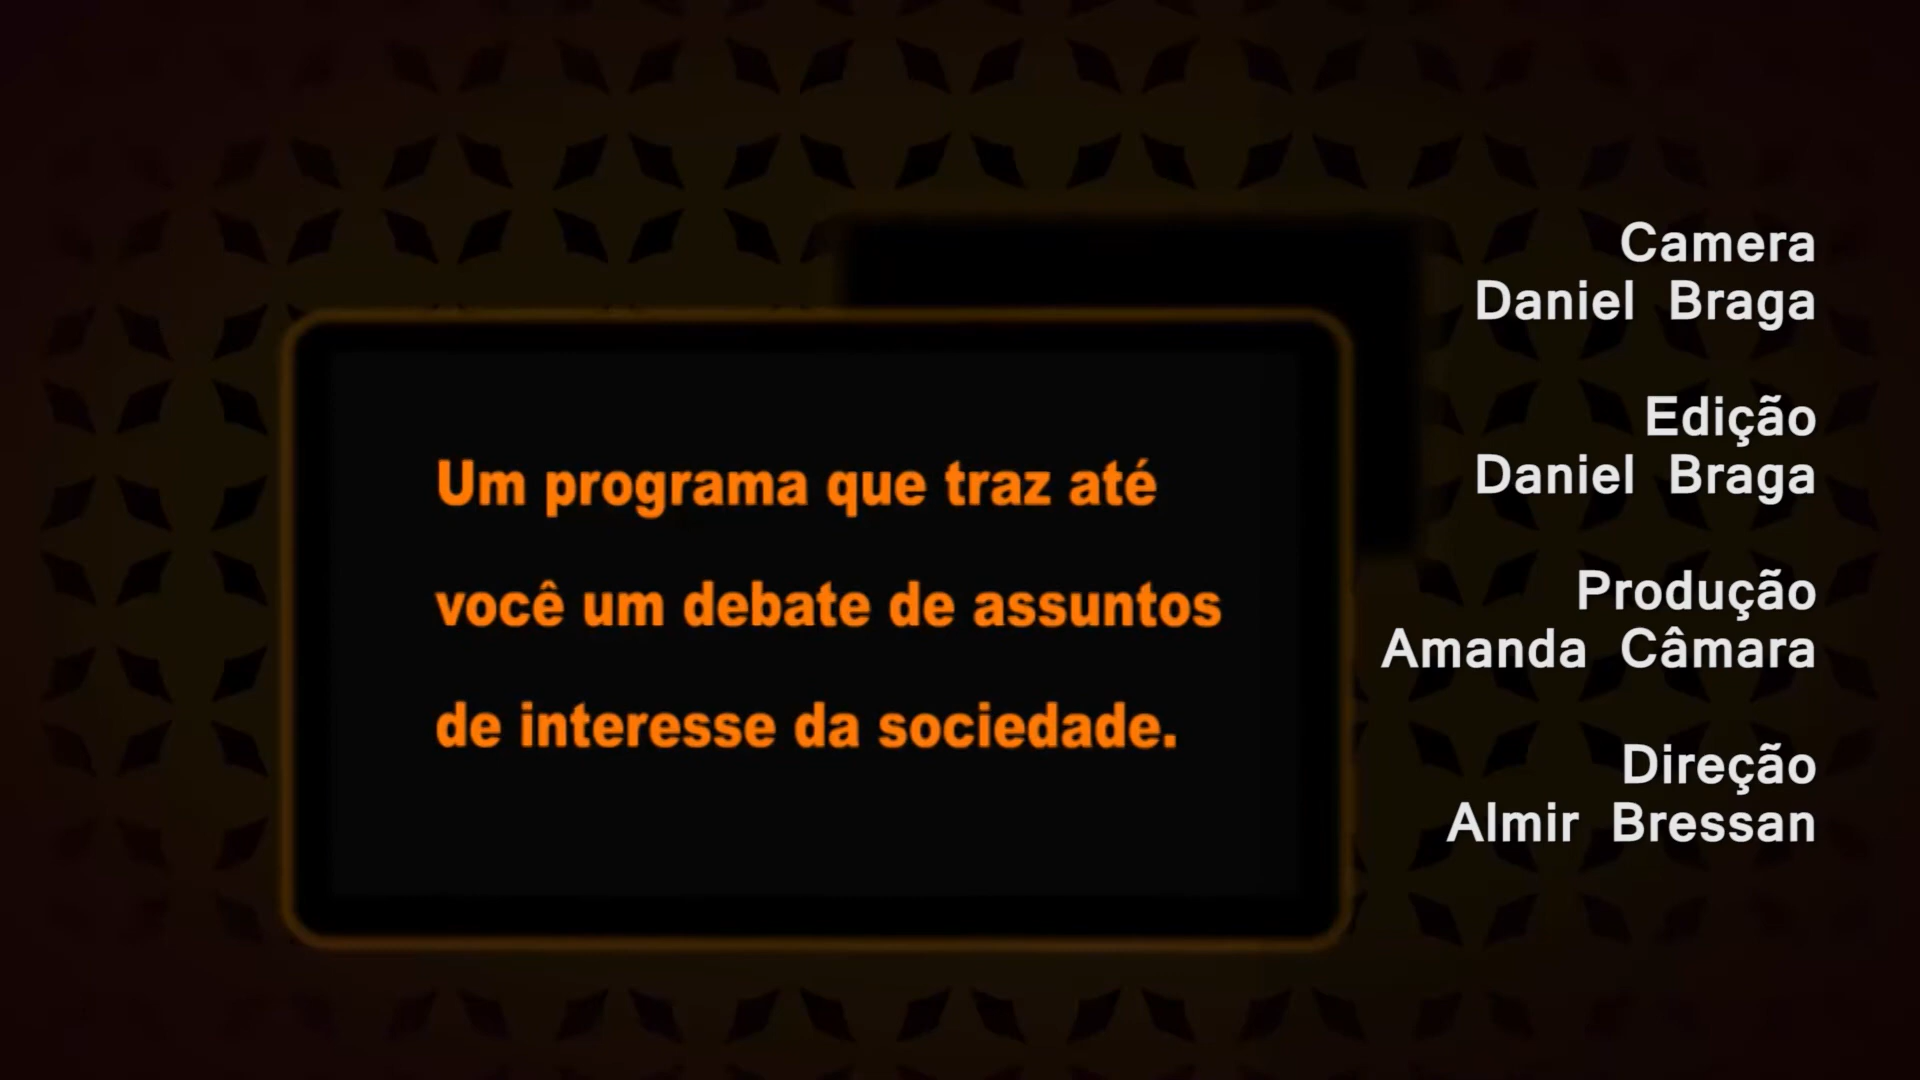 Um programa que traz até
você um debate de assuntos
de interesse da sociedade.
Camera
Daniel Braga
Edição
Daniel Braga
Produção
Amanda Câmara
Direção
Almir Bressan